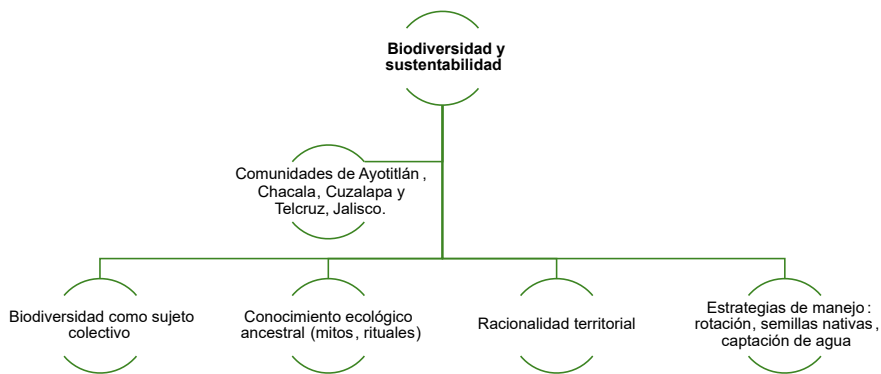 Biodiversidad y
sustentabilidad
Comunidades de Ayotitlán,
Chacala, Cuzalapa y
Telcruz, Jalisco.
Biodiversidad como sujeto
colectivo
Conocimiento ecológico
ancestral (mitos, rituales)
Racionalidad territorial
Estrategias de manejo:
rotación, semillas nativas,
captación de agua